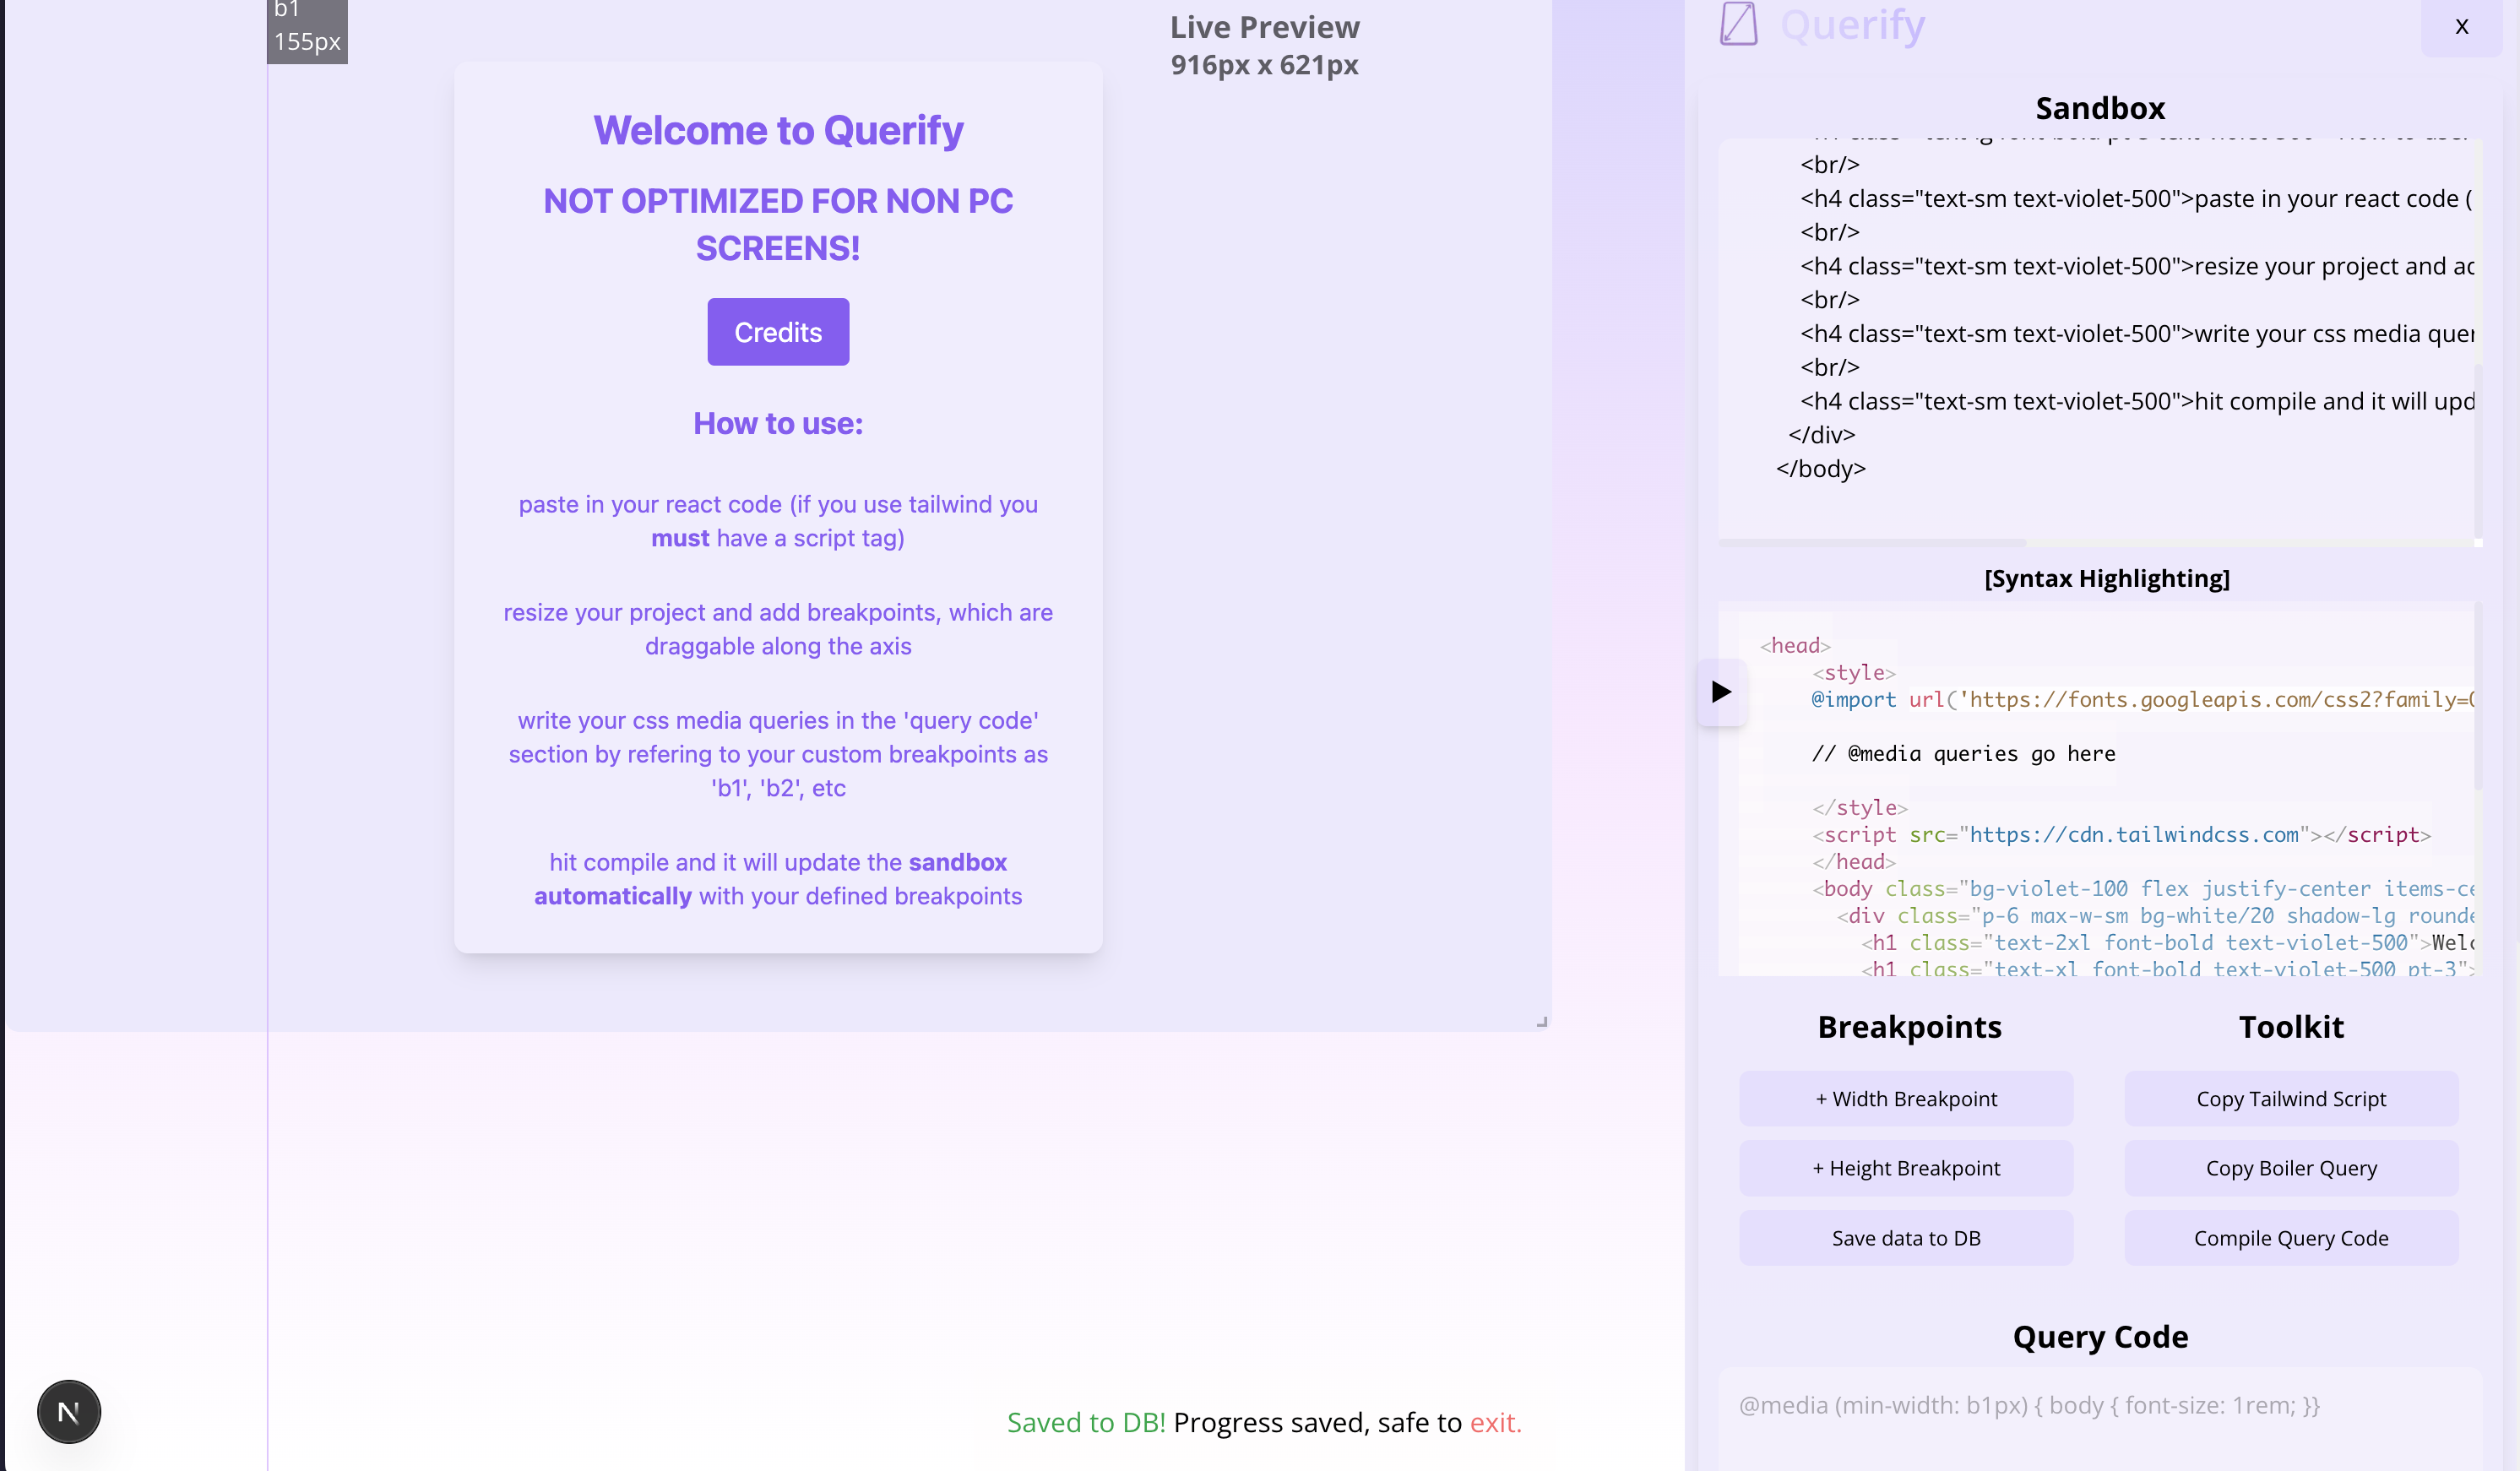 b1
155px
Live Preview
916px x 621px
Welcome to Querify
NOT OPTIMIZED FOR NON PC
SCREENS!
Credits
How to use:
paste in your react code (if you use tailwind you
must have a script tag)
resize your project and add breakpoints, which are
draggable along the axis
write your css media queries in the 'query code'
section by refering to your custom breakpoints as
'b1', 'b2', etc
hit compile and it will update the sandbox
automatically with your defined breakpoints
N
Saved to DB! Progress saved, safe to exit.
Querify
x
Sandbox
<br/>
<h4 class="text-sm text-violet-500">paste in your react code (
<br/>
<h4 class="text-sm text-violet-500">resize your project and
<br/>
<h4 class="text-sm text-violet-500">write your css media
<br/>
<h4 class="text-sm text-violet-500">hit compile and it will
</div>
</body>
[Syntax Highlighting]
<head>
<style>
@import url('https://fonts.googleapis.com/css2?family=
// @media queries go here
</style>
<script src="https://cdn.tailwindcss.com"></script>
</head>
<body class="bg-violet-100 flex justify-center
<div class="p-6 max-w-sm bg-white/20 shadow-lg
<h1 class="text-2xl font-bold text-violet-500">
<h1 class="text-xl font-bold text-violet-500 pt-3">
Breakpoints
Toolkit
+ Width Breakpoint
Copy Tailwind Script
+ Height Breakpoint
Copy Boiler Query
Save data to DB
Compile Query Code
Query Code
@media (min-width: b1px) { body { font-size: 1rem; }}